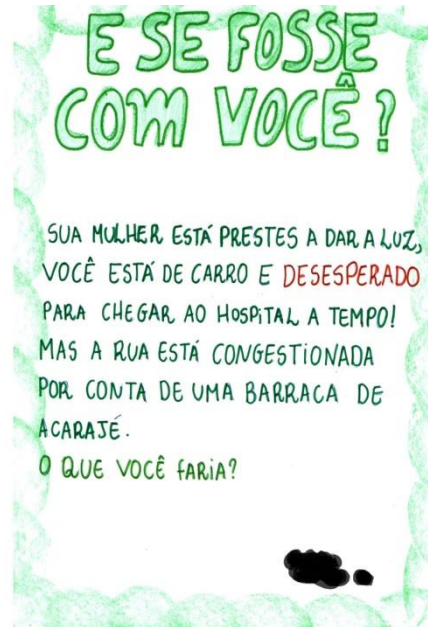 E SE FOSSE
COM VOCÊ?
SUA MULHER ESTÁ PRESTES A DAR A LUZ,
VOCÊ ESTÁ DE CARRO E DESESPERADO
PARA CHEGAR AO HOSPITAL A TEMPO!
MAS A RUA ESTÁ CONGESTIONADA
POR CONTA DE UMA BARRACA DE
ACARAJÉ.
O QUE VOCÊ FARIA?